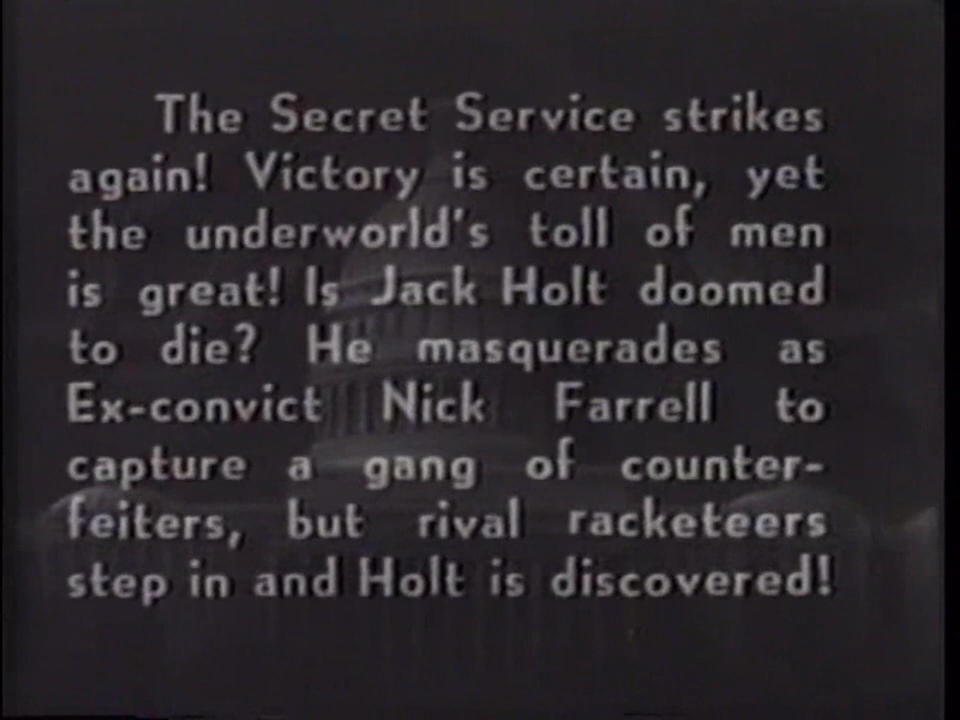 The Secret Service strikes
again! Victory is certain, yet
the underworld's toll of men
is great! Is Jack Holt doomed
to die? He masquerades as
Ex-convict Nick Farrell to
capture a gang of counter-
feiters, but rival racketeers
step in and Holt is discovered!